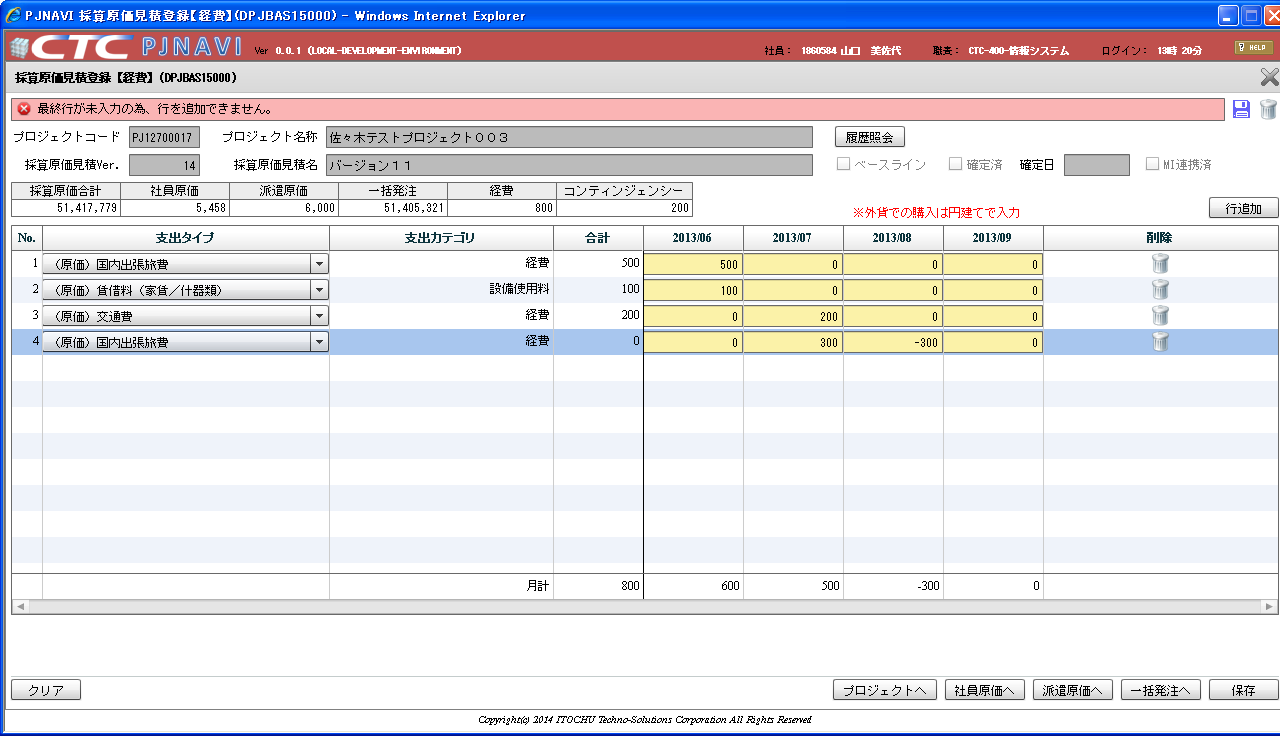 PJNAVI 採算原価見積登録【経費】(DPJBAS15000) - Windows Internet Explorer
CTC PJNAVI Ver 0.0.1 (LOCAL-DEVELOPMENT-ENVIRONMENT) 社員： 1860584 山口 美佐代 職責： CTC-400-情報システム ログイン： 13時 20分 ? HELP
採算原価見積登録【経費】(DPJBAS15000)
最終行が未入力の為、行を追加できません。
プロジェクトコード PJ12700017 プロジェクト名称 佐々木テストプロジェクト００３ 履歴照会
採算原価見積Ver. 14 採算原価見積名 バージョン１１ ベースライン 確定済 確定日 MI連携済
採算原価合計 社員原価 派遣原価 一括発注 経費 コンティンジェンシー
51,417,779 5,458 6,000 51,405,321 800 200
※外貨での購入は円建てで入力 行追加
No. 支出タイプ 支出カテゴリ 合計 2013/06 2013/07 2013/08 2013/09 削除
1 （原価）国内出張旅費 経費 500 500 0 0 0
2 （原価）賃借料（家賃／什器類） 設備使用料 100 100 0 0 0
3 （原価）交通費 経費 200 0 200 0 0
4 （原価）国内出張旅費 経費 0 0 300 -300 0
月計 800 600 500 -300 0
クリア プロジェクトへ 社員原価へ 派遣原価へ 一括発注へ 保存
Copyright(c) 2014 ITOCHU Techno-Solutions Corporation All Rights Reserved